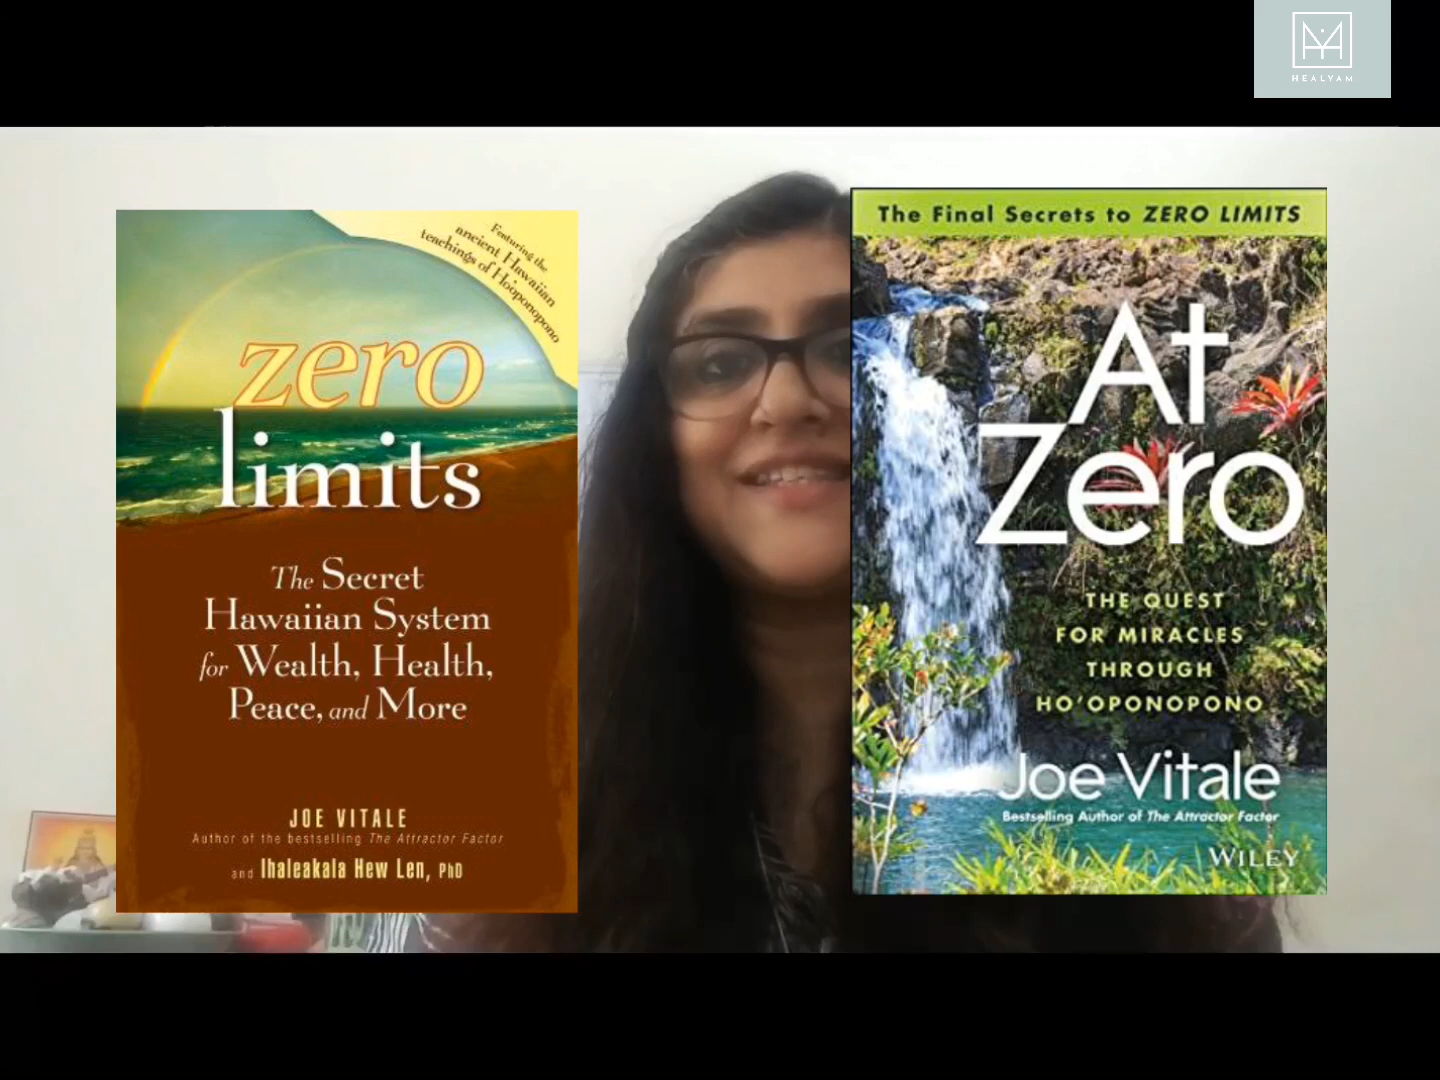 HEALYAM
Featuring the
ancient Hawaiian
teachings of Ho'oponopono
zero
limits
The Secret
Hawaiian System
for Wealth, Health,
Peace, and More
JOE VITALE
Author of the bestselling The Attractor Factor
and Ihaleakala Hew Len, PhD
The Final Secrets to ZERO LIMITS
At
Zero
THE QUEST
FOR MIRACLES
THROUGH
HO'OPONOPONO
Joe Vitale
Bestselling Author of The Attractor Factor
WILEY